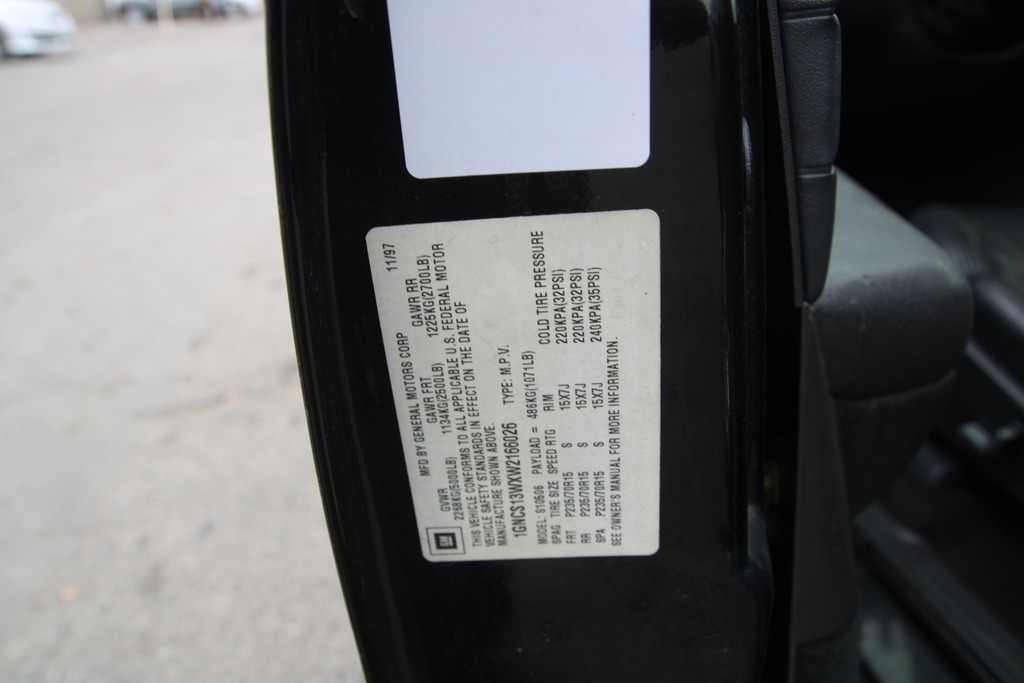 GM
MFD BY GENERAL MOTORS CORP 11/97
GVWR GAWR FRT GAWR RR
2268KG(5000LB) 1134KG(2500LB) 1225KG(2700LB)
THIS VEHICLE CONFORMS TO ALL APPLICABLE U.S. FEDERAL MOTOR
VEHICLE SAFETY STANDARDS IN EFFECT ON THE DATE OF
MANUFACTURE SHOWN ABOVE.
1GNCS13WXW2166026 TYPE: M.P.V.
MODEL: S10506 PAYLOAD = 486KG(1071LB)
SPAG TIRE SIZE SPEED RTG RIM COLD TIRE PRESSURE
FRT P235/70R15 S 15X7J 220KPA(32PSI)
RR P235/70R15 S 15X7J 220KPA(32PSI)
SPA P235/70R15 S 15X7J 240KPA(35PSI)
SEE OWNER'S MANUAL FOR MORE INFORMATION.